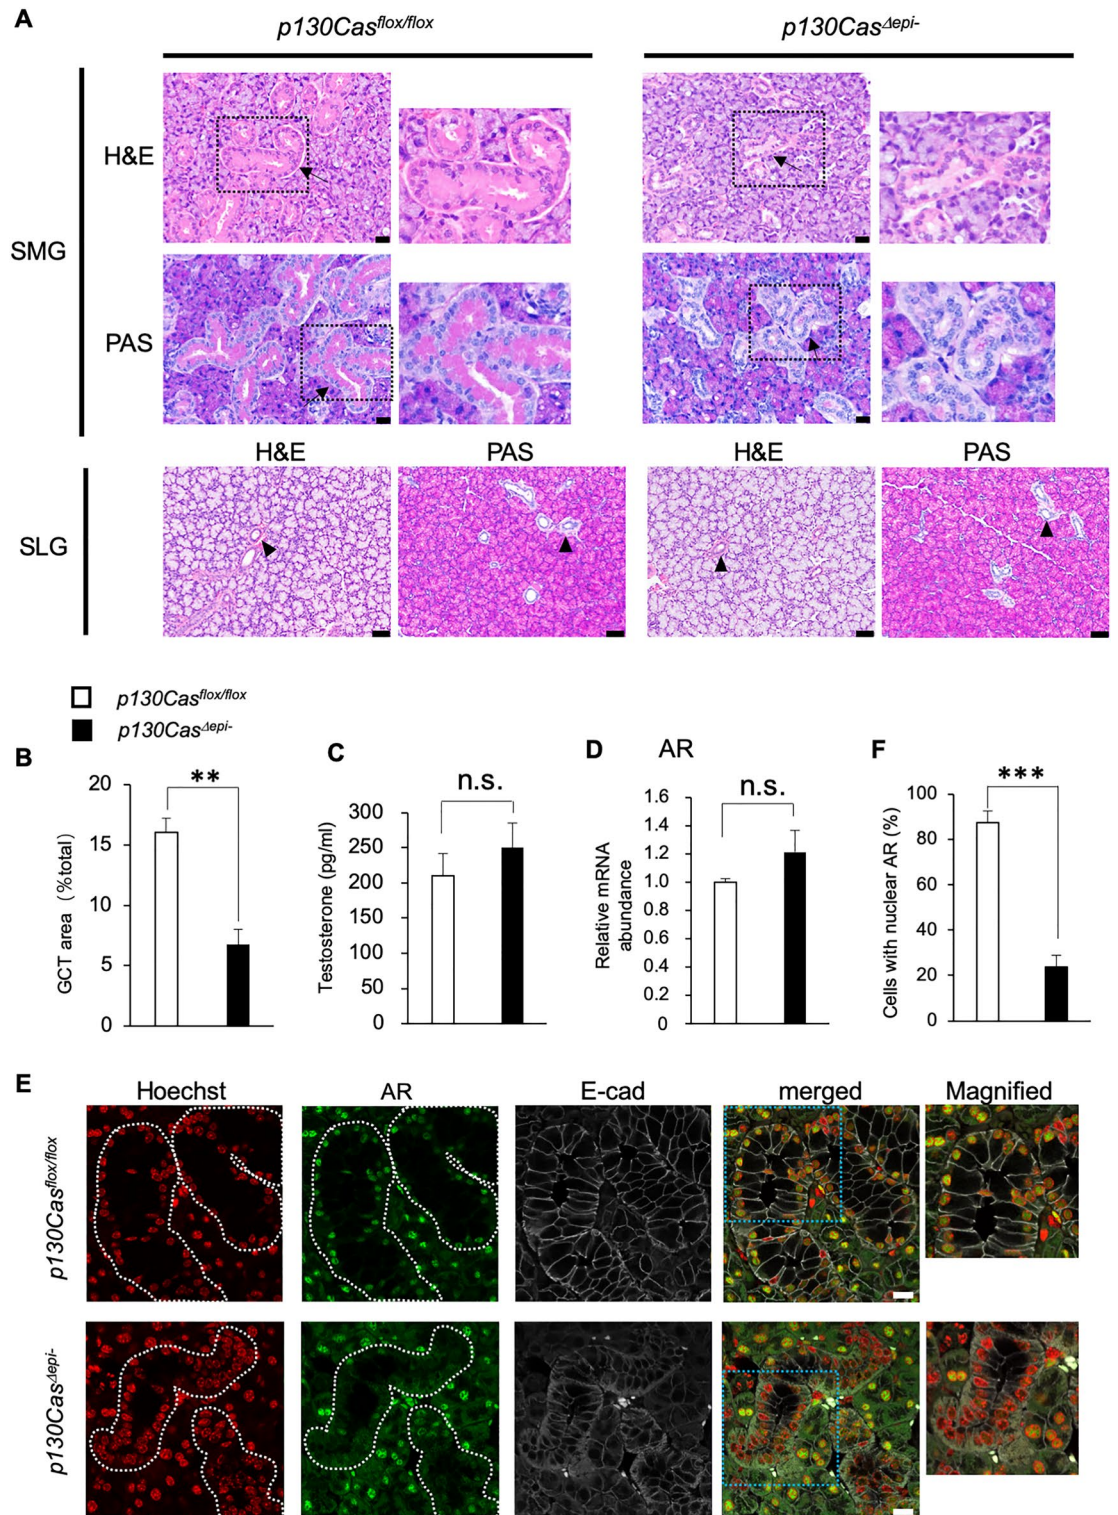 A
p130Casflox/flox
p130CasΔepi-
H&E
SMG
PAS
H&E PAS H&E PAS
SLG
p130Casflox/flox
p130CasΔepi-
B
**
20
15
10
5
0
GCT area (%total)
C
n.s.
300
250
200
150
100
50
0
Testosterone (pg/ml)
D AR
n.s.
1.6
1.4
1.2
1.0
0.8
0.6
0.4
0.2
0
Relative mRNA
abundance
F
***
100
80
60
40
20
0
Cells with nuclear AR (%)
E
Hoechst AR E-cad merged Magnified
p130Casflox/flox
p130CasΔepi-